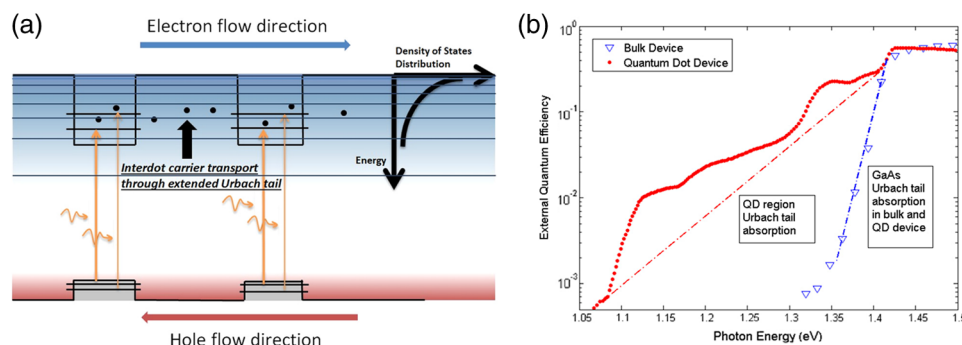 (a)
Electron flow direction
Density of States
Distribution
Interdot carrier transport
through extended Urbach tail
Energy
Hole flow direction
(b)
External Quantum Efficiency
10⁻¹
10⁻²
10⁻³
Bulk Device
Quantum Dot Device
QD region
Urbach tail
absorption
GaAs
Urbach tail
absorption
in bulk and
QD device
1.05 1.1 1.15 1.2 1.25 1.3 1.35 1.4 1.45 1.5
Photon Energy (eV)